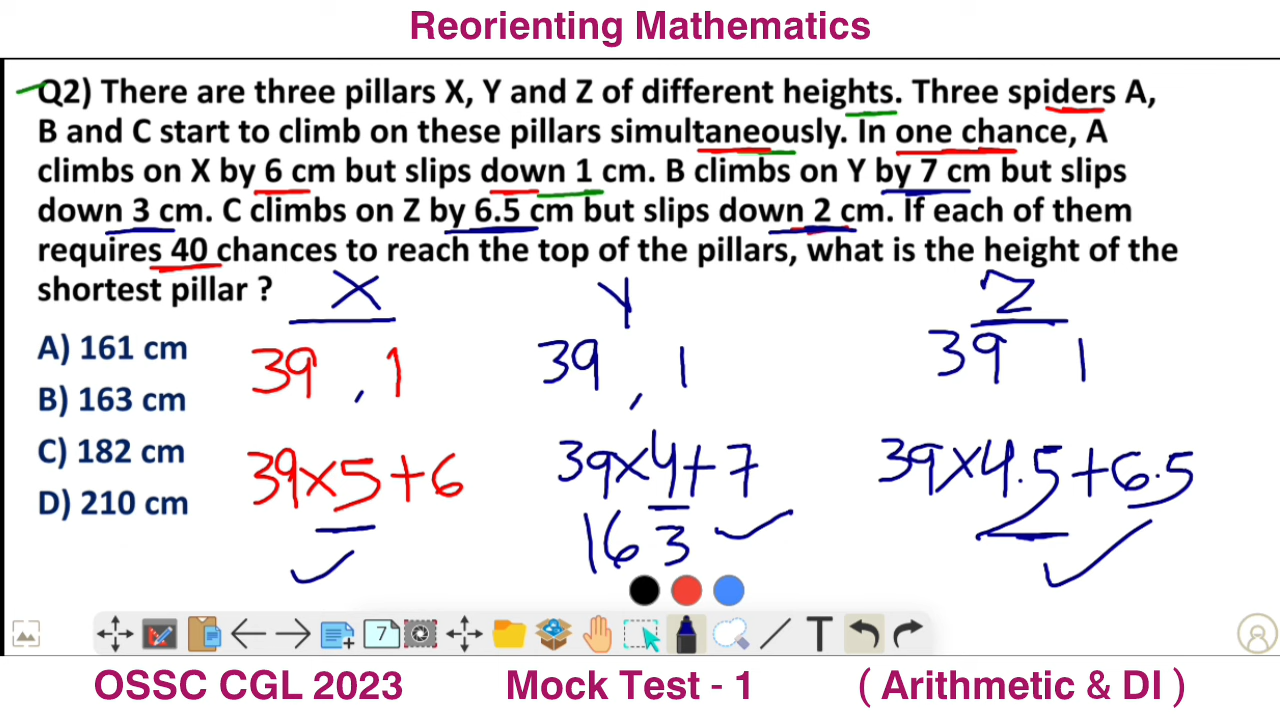 Reorienting Mathematics
Q2) There are three pillars X, Y and Z of different heights. Three spiders A,
B and C start to climb on these pillars simultaneously. In one chance, A
climbs on X by 6 cm but slips down 1 cm. B climbs on Y by 7 cm but slips
down 3 cm. C climbs on Z by 6.5 cm but slips down 2 cm. If each of them
requires 40 chances to reach the top of the pillars, what is the height of the
shortest pillar ?
X Y Z
A) 161 cm
B) 163 cm
C) 182 cm
D) 210 cm
39 , 1
39×5+6
39 , 1
39×4+7
163
39 1
39×4.5+6.5
7
T
OSSC CGL 2023 Mock Test - 1 ( Arithmetic & DI )